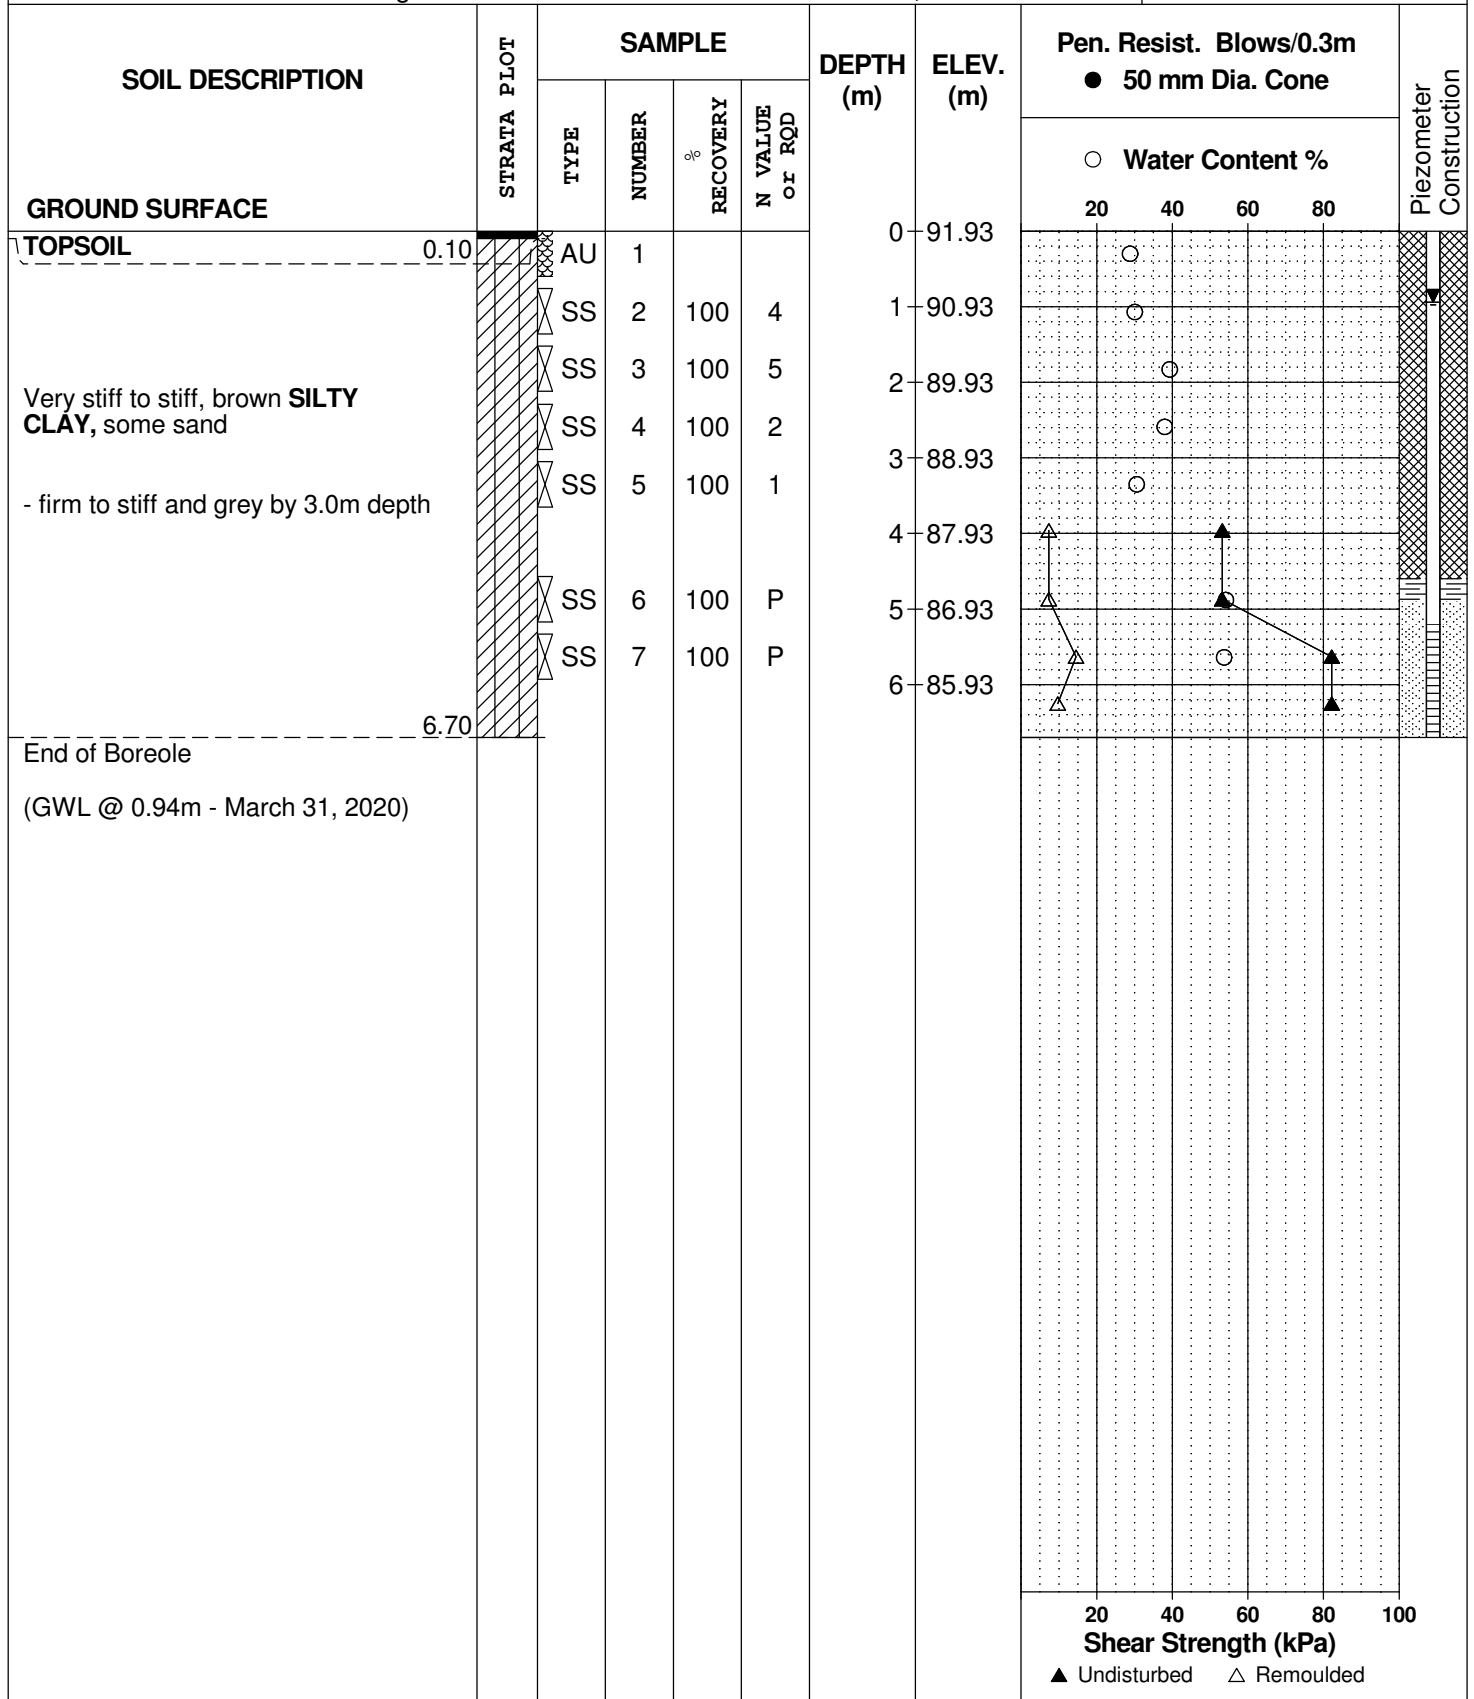 SOIL DESCRIPTION
GROUND SURFACE
STRATA PLOT
SAMPLE
TYPE
NUMBER
%
RECOVERY
N VALUE
or RQD
DEPTH
(m)
ELEV.
(m)
Pen. Resist. Blows/0.3m
● 50 mm Dia. Cone
○ Water Content %
20 40 60 80
Piezometer
Construction
TOPSOIL 0.10
0 91.93
AU 1
SS 2 100 4
1 90.93
SS 3 100 5
2 89.93
Very stiff to stiff, brown SILTY
CLAY, some sand
SS 4 100 2
3 88.93
SS 5 100 1
- firm to stiff and grey by 3.0m depth
4 87.93
SS 6 100 P
5 86.93
SS 7 100 P
6 85.93
6.70
End of Boreole
(GWL @ 0.94m - March 31, 2020)
20 40 60 80 100
Shear Strength (kPa)
▲ Undisturbed △ Remoulded